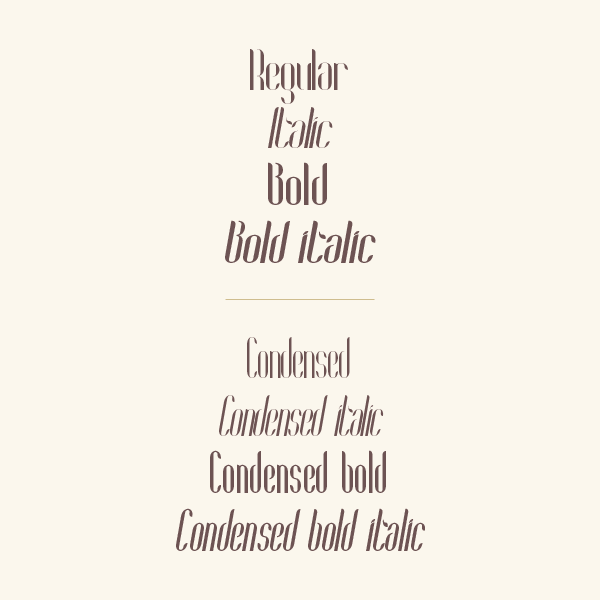 Regular
Italic
Bold
Bold italic
Condensed
Condensed italic
Condensed bold
Condensed bold italic